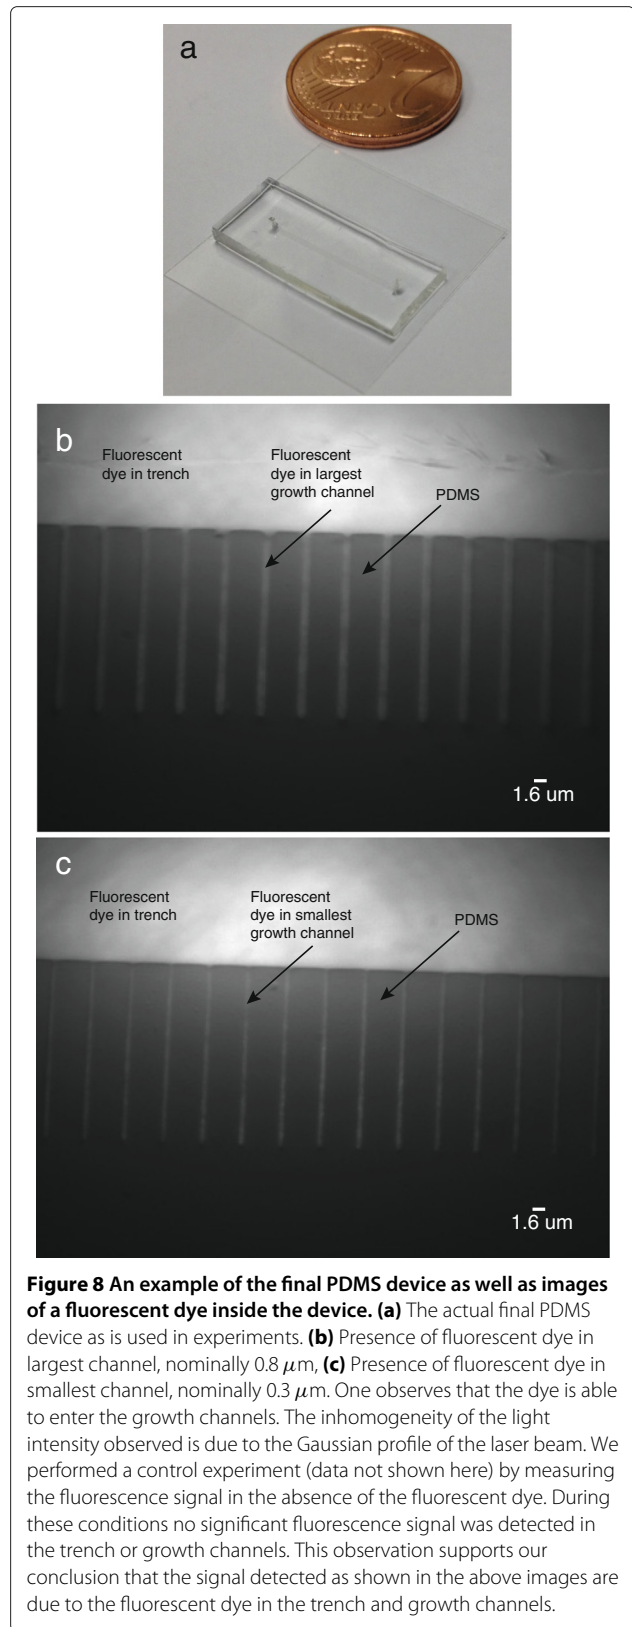 a
2
CENT
b
Fluorescent
dye in trench
Fluorescent
dye in largest
growth channel
PDMS
1.6 um
c
Fluorescent
dye in trench
Fluorescent
dye in smallest
growth channel
PDMS
1.6 um
Figure 8 An example of the final PDMS device as well as images
of a fluorescent dye inside the device. (a) The actual final PDMS
device as is used in experiments. (b) Presence of fluorescent dye in
largest channel, nominally 0.8 μm, (c) Presence of fluorescent dye in
smallest channel, nominally 0.3 μm. One observes that the dye is able
to enter the growth channels. The inhomogeneity of the light
intensity observed is due to the Gaussian profile of the laser beam. We
performed a control experiment (data not shown here) by measuring
the fluorescence signal in the absence of the fluorescent dye. During
these conditions no significant fluorescence signal was detected in
the trench or growth channels. This observation supports our
conclusion that the signal detected as shown in the above images are
due to the fluorescent dye in the trench and growth channels.